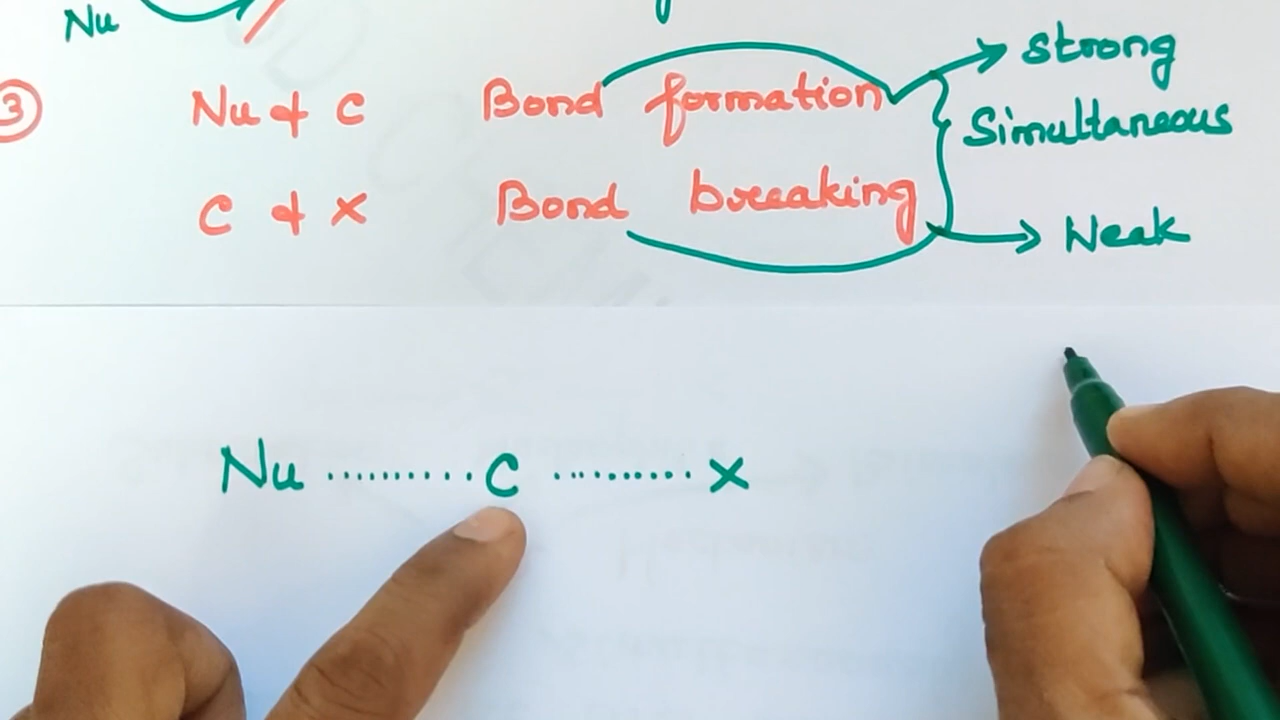 Nu
Strong
③ Nu & C Bond formation
Simultaneous
C & X Bond breaking
Weak
Nu .......... C .......... X